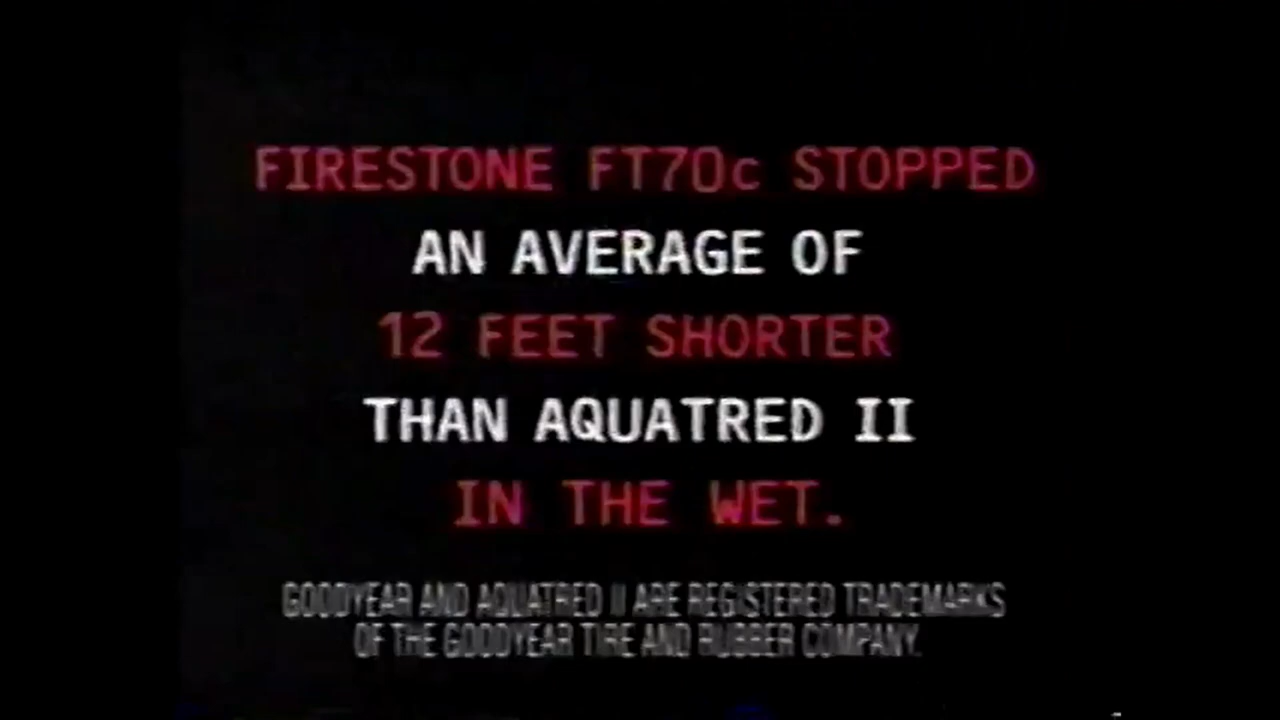 FIRESTONE FT70c STOPPED
AN AVERAGE OF
12 FEET SHORTER
THAN AQUATRED II
IN THE WET.
GOODYEAR AND AQUATRED II ARE REGISTERED TRADEMARKS
OF THE GOODYEAR TIRE AND RUBBER COMPANY.